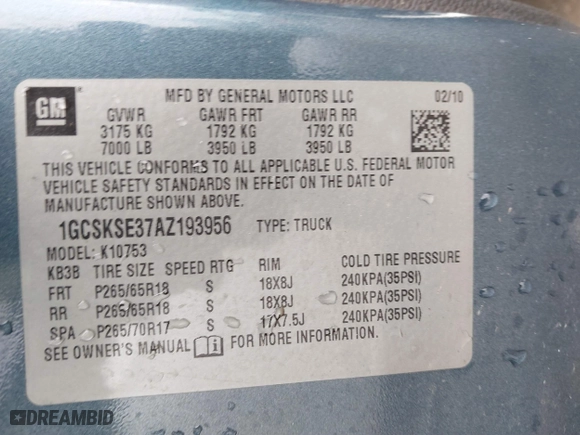 GM
MFD BY GENERAL MOTORS LLC 02/10
GVWR GAWR FRT GAWR RR
3175 KG 1792 KG 1792 KG
7000 LB 3950 LB 3950 LB
THIS VEHICLE CONFORMS TO ALL APPLICABLE U.S. FEDERAL MOTOR
VEHICLE SAFETY STANDARDS IN EFFECT ON THE DATE OF
MANUFACTURE SHOWN ABOVE.
1GCSKSE37AZ193956 TYPE: TRUCK
MODEL: K10753
KB3B TIRE SIZE SPEED RTG RIM COLD TIRE PRESSURE
FRT P265/65R18 S 18X8J 240KPA(35PSI)
RR P265/65R18 S 18X8J 240KPA(35PSI)
SPA P265/70R17 S 17X7.5J 240KPA(35PSI)
SEE OWNER'S MANUAL FOR MORE INFORMATION.
DREAMBID